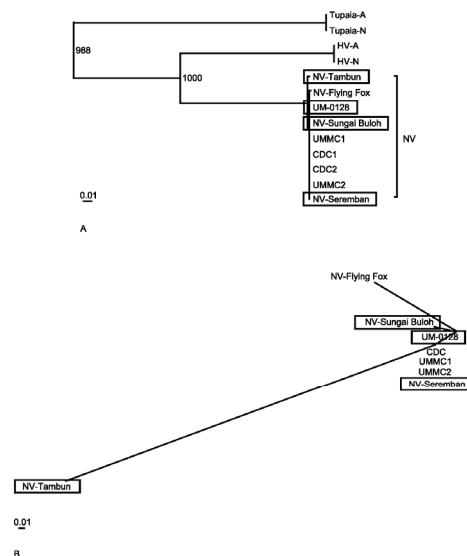 Tupaia-A
Tupaia-N
988
HV-A
HV-N
1000
NV-Tambun
NV-Flying Fox
UM-0128
NV-Sungai Buloh
UMMC1
NV
CDC1
CDC2
UMMC2
0.01
NV-Seremban
A
NV-Flying Fox
NV-Sungai Buloh
UM-0128
CDC
UMMC1
UMMC2
NV-Seremban
NV-Tambun
0.01
B